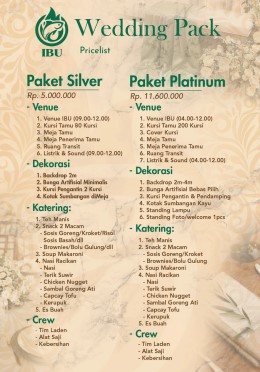 IBU
Wedding Pack
Pricelist
Paket Silver
Rp. 5.000.000
- Venue
1. Venue IBU (09.00-12.00)
2. Kursi Tamu 80 Kursi
3. Meja Tamu
4. Meja Penerima Tamu
5. Ruang Transit
6. Listrik & Sound (09.00-12.00)
- Dekorasi
1. Backdrop 2m
2. Bunga Artificial Minimalis
3. Kursi Pengantin 2 Kursi
4. Kotak Sumbangan diMeja
- Katering:
1. Teh Manis
2. Snack 2 Macam
- Sosis Goreng/Kroket/Risol
Sosis Basah/dll
- Brownies/Bolu Gulung/dll
3. Soup Makaroni
4. Nasi Racikan
- Nasi
- Terik Suwir
- Chicken Nugget
- Sambal Goreng Ati
- Capcay Tofu
- Kerupuk
5. Es Buah
- Crew
- Tim Laden
- Alat Saji
- Kebersihan
Paket Platinum
Rp. 11,600.000
- Venue
1. Venue IBU (04.00-12.00)
2. Kursi Tamu 200 Kursi
3. Cover Kursi
4. Meja Tamu
5. Meja Penerima Tamu
6. Ruang Transit
7. Listrik & Sound (04.00-12.00)
- Dekorasi
1. Backdrop 2m-4m
2. Bunga Artificial Bebas Pilih
3. Kursi Pengantin & Pendamping
4. Kotak Sumbangan Kayu
5. Standing Lampu
6. Standing Foto/welcome 1pcs
- Katering:
1. Teh Manis
2. Snack 2 Macam
- Sosis Goreng/Kroket
- Brownies/Bolu Gulung
3. Soup Makaroni
4. Nasi Racikan
- Nasi
- Terik Suwir
- Chicken Nugget
- Sambal Goreng Ati
- Capcay Tofu
- Kerupuk
5. Es Buah
- Crew
- Tim Laden
- Alat Saji
- Kebersihan